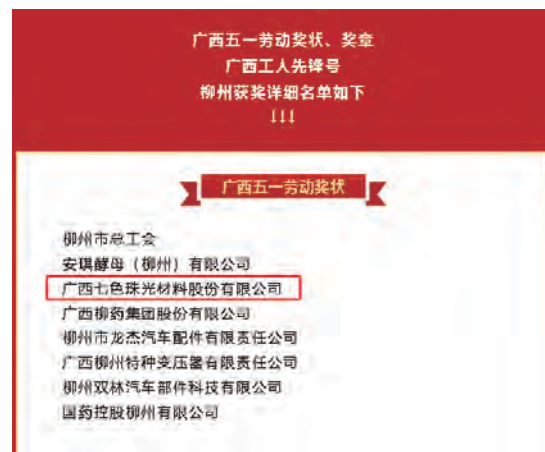 广西五一劳动奖状、奖章
广西工人先锋号
柳州获奖详细名单如下
↓↓↓
广西五一劳动奖状
柳州市总工会
安琪酵母（柳州）有限公司
广西七色珠光材料股份有限公司
广西柳药集团股份有限公司
柳州市龙杰汽车配件有限责任公司
广西柳州特种变压器有限责任公司
柳州双林汽车部件科技有限公司
国药控股柳州有限公司